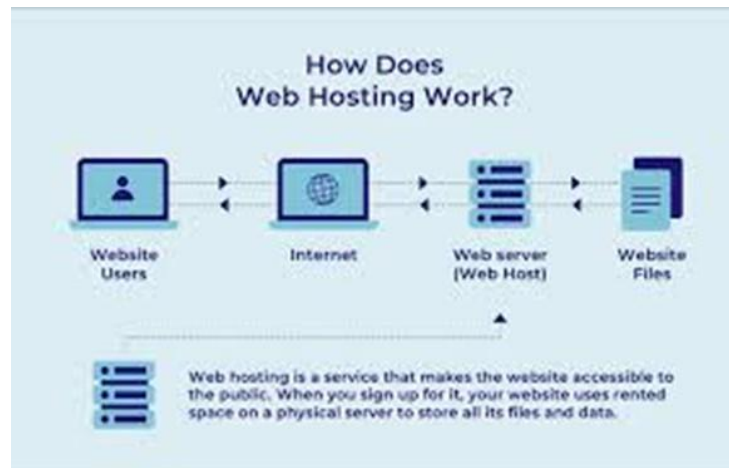 How Does
Web Hosting Work?
Website
Users
Internet
Web server
(Web Host)
Website
Files
Web hosting is a service that makes the website accessible to
the public. When you sign up for it, your website uses rented
space on a physical server to store all its files and data.